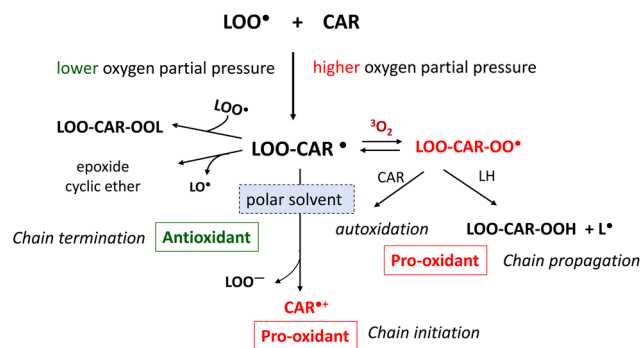 LOO• + CAR
lower oxygen partial pressure
higher oxygen partial pressure
LOO•
LOO-CAR-OOL
³O₂
LOO-CAR •
LOO-CAR-OO•
epoxide
cyclic ether
LO•
CAR
LH
polar solvent
Chain termination
Antioxidant
autoxidation
LOO-CAR-OOH + L•
Pro-oxidant
Chain propagation
LOO—
CAR•+
Pro-oxidant
Chain initiation